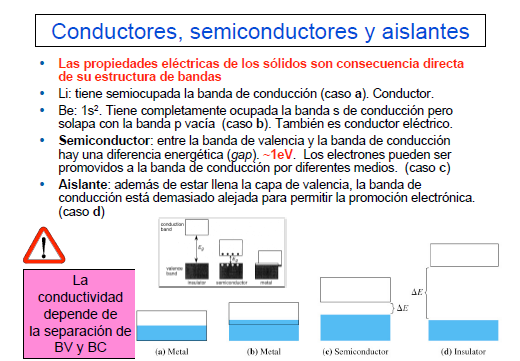 Conductores, semiconductores y aislantes
• Las propiedades eléctricas de los sólidos son consecuencia directa
de su estructura de bandas
• Li: tiene semiocupada la banda de conducción (caso a). Conductor.
• Be: 1s². Tiene completamente ocupada la banda s de conducción pero
solapa con la banda p vacía (caso b). También es conductor eléctrico.
• Semiconductor: entre la banda de valencia y la banda de conducción
hay una diferencia energética (gap). ~1eV. Los electrones pueden ser
promovidos a la banda de conducción por diferentes medios. (caso c)
• Aislante: además de estar llena la capa de valencia, la banda de
conducción está demasiado alejada para permitir la promoción electrónica.
(caso d)
!
La
conductividad
depende de
la separación de
BV y BC
conduction
band
Eg
Eg
valence
band
insulator semiconductor metal
ΔE
ΔE
(a) Metal (b) Metal (c) Semiconductor (d) Insulator